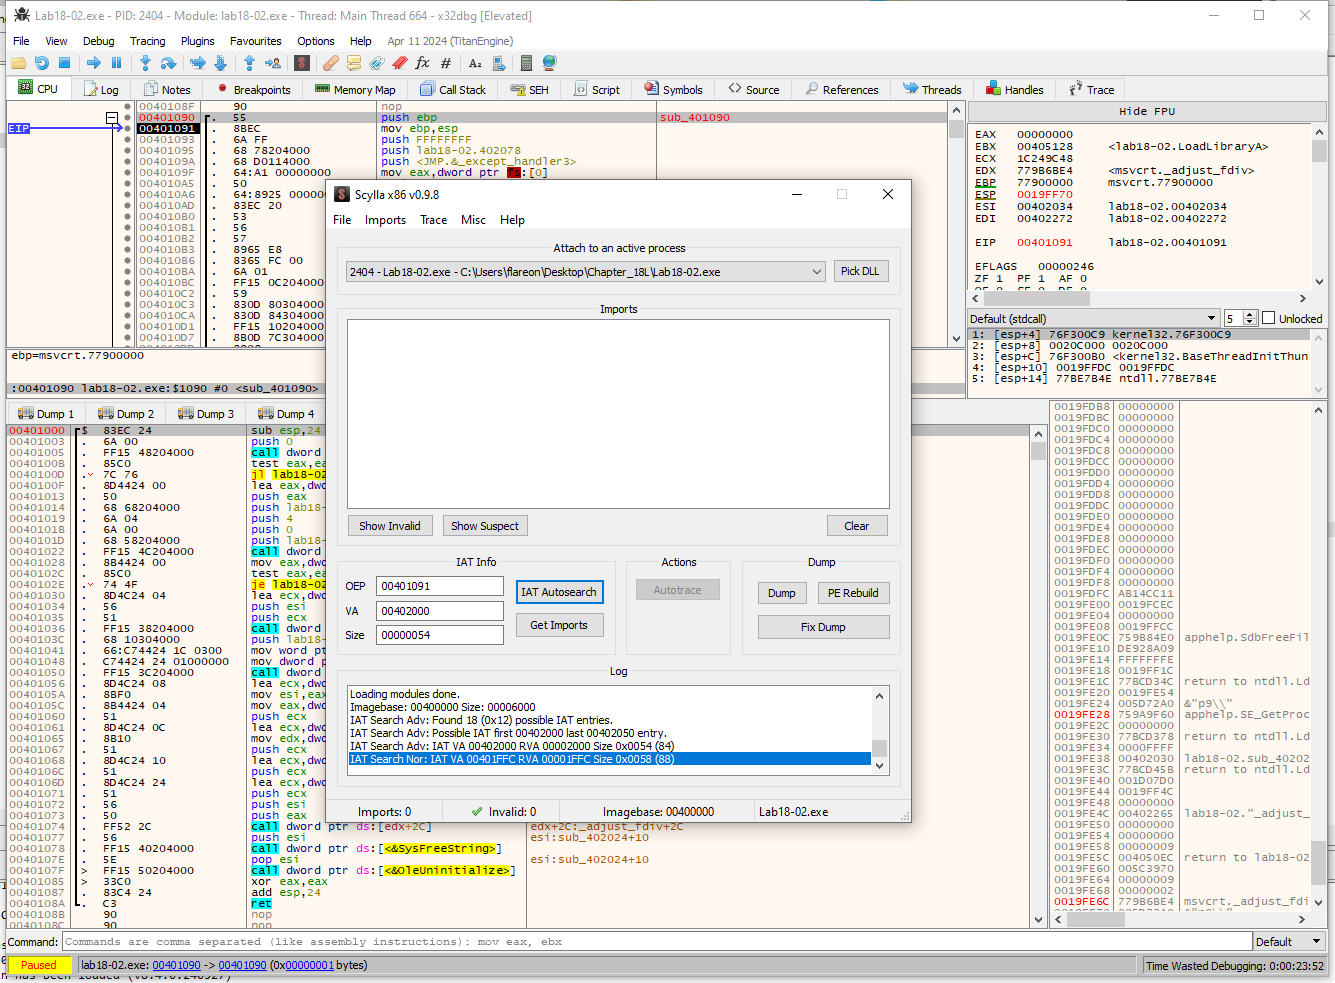 Lab18-02.exe - PID: 2404 - Module: lab18-02.exe - Thread: Main Thread 664 - x32dbg [Elevated]
File View Debug Tracing Plugins Favourites Options Help Apr 11 2024 (TitanEngine)
CPU Log Notes Breakpoints Memory Map Call Stack SEH Script Symbols Source References Threads Handles Trace
0040108F 90 nop
00401090 55 push ebp sub_401090
EIP 00401091 8BEC mov ebp,esp
00401093 6A FF push FFFFFFFF
00401095 68 78204000 push lab18-02.402078
0040109A 68 D0114000 push <JMP.&_except_handler3>
0040109F 64:A1 00000000 mov eax,dword ptr fs:[0]
004010A5 50
004010A6 64:8925 000000
004010AD 83EC 20
004010B0 53
004010B1 56
004010B2 57
004010B3 8965 E8
004010B6 8365 FC 00
004010BA 6A 01
004010BC FF15 0C204000
004010C2 59
004010C3 830D 80304000
004010CA 830D 84304000
004010D1 FF15 10204000
004010D7 8B0D 7C304000
ebp=msvcrt.77900000
:00401090 lab18-02.exe:$1090 #0 <sub_401090>
Hide FPU
EAX 00000000
EBX 00405128 <lab18-02.LoadLibraryA>
ECX 1C249C48
EDX 779B6BE4 <msvcrt._adjust_fdiv>
EBP 77900000 msvcrt.77900000
ESP 0019FF70
ESI 00402034 lab18-02.00402034
EDI 00402272 lab18-02.00402272
EIP 00401091 lab18-02.00401091
EFLAGS 00000246
ZF 1 PF 1 AF 0
Default (stdcall) 5 Unlocked
1: [esp+4] 76F300C9 kernel32.76F300C9
2: [esp+8] 0020C000 0020C000
3: [esp+C] 76F300B0 <kernel32.BaseThreadInitThun
4: [esp+10] 0019FFDC 0019FFDC
5: [esp+14] 77BE7B4E ntdll.77BE7B4E
Scylla x86 v0.9.8
File Imports Trace Misc Help
Attach to an active process
2404 - Lab18-02.exe - C:\Users\flareon\Desktop\Chapter_18L\Lab18-02.exe Pick DLL
Imports
Show Invalid Show Suspect Clear
IAT Info Actions Dump
OEP 00401091 IAT Autosearch Autotrace Dump PE Rebuild
VA 00402000
Size 00000054 Get Imports Fix Dump
Log
Loading modules done.
Imagebase: 00400000 Size: 00006000
IAT Search Adv: Found 18 (0x12) possible IAT entries.
IAT Search Adv: Possible IAT first 00402000 last 00402050 entry.
IAT Search Adv: IAT VA 00402000 RVA 00002000 Size 0x0054 (84)
IAT Search Nor: IAT VA 00401FFC RVA 00001FFC Size 0x0058 (88)
Imports: 0 Invalid: 0 Imagebase: 00400000 Lab18-02.exe
Dump 1 Dump 2 Dump 3 Dump 4
00401000 $ 83EC 24 sub esp,24
00401003 6A 00 push 0
00401005 FF15 48204000 call dword
0040100B 85C0 test eax,ea
0040100D 7C 76 jl lab18-02
0040100F 8D4424 00 lea eax,dwo
00401013 50 push eax
00401014 68 68204000 push lab18-
00401019 6A 04 push 4
0040101B 6A 00 push 0
0040101D 68 58204000 push lab18-
00401022 FF15 4C204000 call dword
00401028 8B4424 00 mov eax,dwo
0040102C 85C0 test eax,ea
0040102E 74 4F je lab18-02
00401030 8D4C24 04 lea ecx,dwo
00401034 56 push esi
00401035 51 push ecx
00401036 FF15 38204000 call dword
0040103C 68 10304000 push lab18-
00401041 66:C74424 1C 0300 mov word pt
00401048 C74424 24 01000000 mov dword p
00401050 FF15 3C204000 call dword
00401056 8D4C24 08 lea ecx,dwo
0040105A 8BF0 mov esi,eax
0040105C 8B4424 04 mov eax,dwo
00401060 51 push ecx
00401061 8D4C24 0C lea ecx,dwo
00401065 8B10 mov edx,dwo
00401067 51 push ecx
00401068 8D4C24 10 lea ecx,dwo
0040106C 51 push ecx
0040106D 8D4C24 24 lea ecx,dwo
00401071 51 push ecx
00401072 56 push esi
00401073 50 push eax
00401074 FF52 2C call dword ptr ds:[edx+2C] edx+2C:_adjust_fdiv+2C
00401077 56 push esi esi:sub_402024+10
00401078 FF15 40204000 call dword ptr ds:[<&SysFreeString>]
0040107E 5E pop esi esi:sub_402024+10
0040107F > FF15 50204000 call dword ptr ds:[<&OleUninitialize>]
00401085 > 33C0 xor eax,eax
00401087 83C4 24 add esp,24
0040108A C3 ret
0040108B 90 nop
0040108C 90 nop
0019FDB8 00000000
0019FDBC 00000000
0019FDC0 00000000
0019FDC4 00000000
0019FDC8 00000000
0019FDCC 00000000
0019FDD0 00000000
0019FDD4 00000000
0019FDD8 00000000
0019FDDC 00000000
0019FDE0 00000000
0019FDE4 00000000
0019FDE8 00000000
0019FDEC 00000000
0019FDF0 00000000
0019FDF4 00000000
0019FDF8 00000000
0019FDFC AB14CC11
0019FE00 0019FCEC
0019FE04 00000000
0019FE08 0019FFCC
0019FE0C 759B84E0 apphelp.SdbFreeFil
0019FE10 DE928A09
0019FE14 FFFFFFFE
0019FE18 0019FF1C
0019FE1C 77BCD34C return to ntdll.Ld
0019FE20 0019FE54
0019FE24 005D72A0 &"p9\\"
0019FE28 759A9F60 apphelp.SE_GetProc
0019FE2C 00000000
0019FE30 77BCD378 return to ntdll.Ld
0019FE34 0000FFFF
0019FE38 00402030 lab18-02.sub_40202
0019FE3C 77BCD45B return to ntdll.Ld
0019FE40 001D07D0
0019FE44 0019FF4C
0019FE48 00000000
0019FE4C 00402265 lab18-02."_adjust_
0019FE50 00000000
0019FE54 00000000
0019FE58 00000009
0019FE5C 004050EC return to lab18-02
0019FE60 005C3970
0019FE64 00000009
0019FE68 00000002
0019FE6C 779B6BE4 msvcrt._adjust_fdi
Command: Commands are comma separated (like assembly instructions): mov eax, ebx Default
Paused lab18-02.exe: 00401090 -> 00401090 (0x00000001 bytes) Time Wasted Debugging: 0:00:23:52